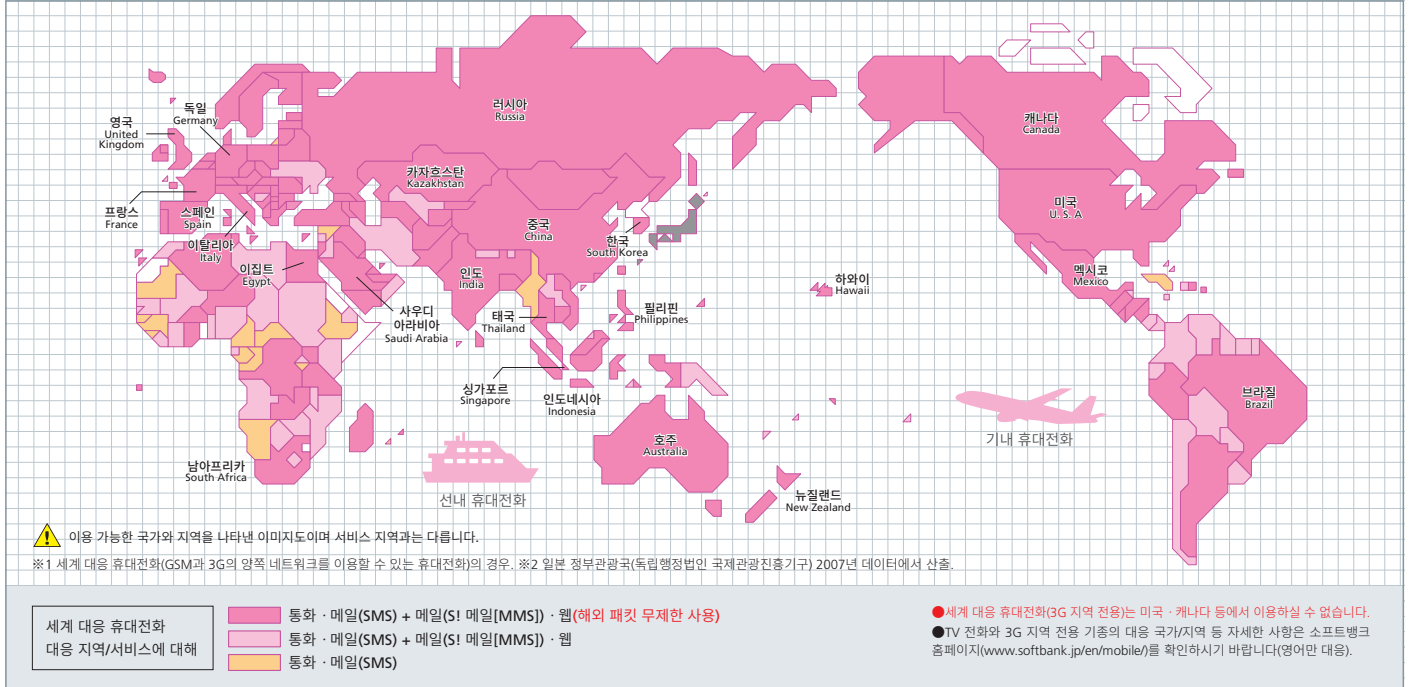 러시아
Russia
캐나다
Canada
독일
Germany
영국
United
Kingdom
카자흐스탄
Kazakhstan
프랑스
France
스페인
Spain
이탈리아
Italy
이집트
Egypt
사우디
아라비아
Saudi Arabia
중국
China
한국
South Korea
인도
India
태국
Thailand
필리핀
Philippines
하와이
Hawaii
미국
U. S. A
멕시코
Mexico
싱가포르
Singapore
인도네시아
Indonesia
브라질
Brazil
호주
Australia
기내 휴대전화
남아프리카
South Africa
선내 휴대전화
뉴질랜드
New Zealand
이용 가능한 국가와 지역을 나타낸 이미지도이며 서비스 지역과는 다릅니다.
※1 세계 대응 휴대전화(GSM과 3G의 양쪽 네트워크를 이용할 수 있는 휴대전화)의 경우. ※2 일본 정부관광국(독립행정법인 국제관광진흥기구) 2007년 데이터에서 산출.
세계 대응 휴대전화
대응 지역/서비스에 대해
통화 · 메일(SMS) + 메일(S! 메일[MMS]) · 웹(해외 패킷 무제한 사용)
통화 · 메일(SMS) + 메일(S! 메일[MMS]) · 웹
통화 · 메일(SMS)
●세계 대응 휴대전화(3G 지역 전용)는 미국 · 캐나다 등에서 이용하실 수 없습니다.
●TV 전화와 3G 지역 전용 기종의 대응 국가/지역 등 자세한 사항은 소프트뱅크
홈페이지(www.softbank.jp/en/mobile/)를 확인하시기 바랍니다(영어만 대응).